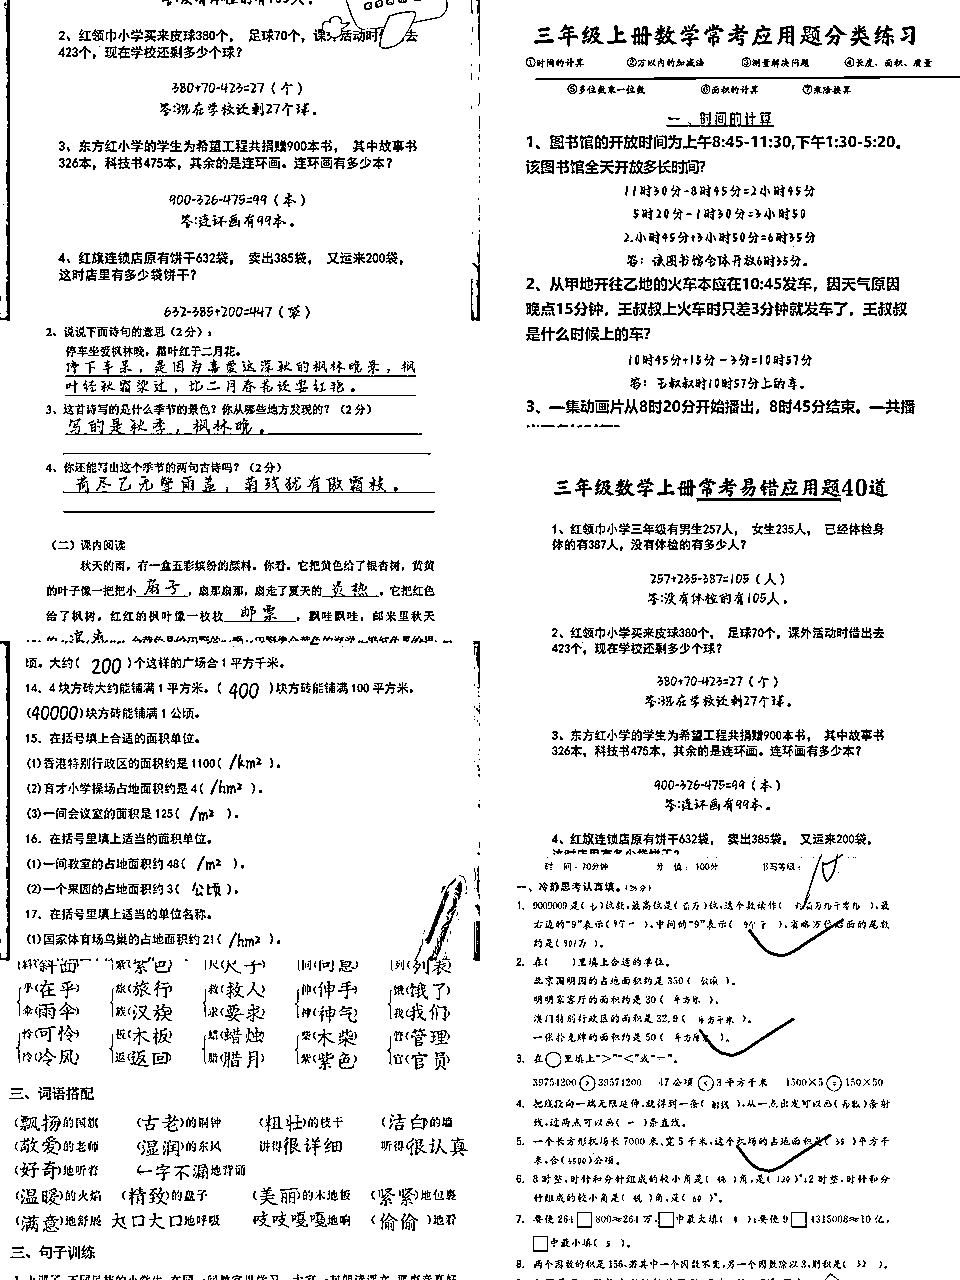 2、红领巾小学买来皮球380个， 足球70个，课 活动时 去
423个，现在学校还剩多少个球？
380+70-423=27（个）
答：现在学校还剩27个球。
3、东方红小学的学生为希望工程共捐赠900本书， 其中故事书
326本，科技书475本，其余的是连环画。连环画有多少本？
900-326-475=99（本）
答：连环画有99本。
4、红旗连锁店原有饼干632袋， 卖出385袋， 又运来200袋，
这时店里有多少袋饼干？
632-385+200=447（袋）
2、说说下面诗句的意思（2分）：
停车坐爱枫林晚，霜叶红于二月花。
停下车来，是因为喜爱这深秋的枫林晚景，枫
叶经秋霜染过，比二月春花还要红艳。
3、这首诗写的是什么季节的景色？你从哪些地方发现的？（2分）
写的是秋季，枫林晚。
4、你还能写出这个季节的两句古诗吗？（2分）
荷尽已无擎雨盖，菊残犹有傲霜枝。
（二）课内阅读
秋天的雨，有一盒五彩缤纷的颜料。你看，它把黄色给了银杏树，黄黄
的叶子像一把把小 扇子 ，扇那扇那，扇走了夏天的 炎热 。它把红色
给了枫树，红红的枫叶像一枚枚 邮票 ，飘哇飘哇，邮来了秋天
顷。大约（200）个这样的广场合1平方千米。
14、4块方砖大约能铺满1平方米。（400）块方砖能铺满100平方米，
(40000)块方砖能铺满1公顷。
15、在括号填上合适的面积单位。
(1)香港特别行政区的面积约是1100( /km² )。
(2)育才小学操场占地面积约是4( /hm² )。
(3)一间会议室的面积是125( /m² )。
16、在括号里填上适当的面积单位。
(1)一间教室的占地面积约48( /m² )。
(2)一个果园的占地面积约3( 公顷 )。
17、在括号里填上适当的单位名称。
(1)国家体育场鸟巢的占地面积约21( /hm² )。
斜(斜面 紫(紫色 尺(尺子 问(问思 列(列表
乎(在乎) 旅(旅行 救(救人 伸(伸手 饿(饿了
伞(雨伞 族(汉族 求(要求 神(神气 我(我们
怜(可怜 板(木板 蜡(蜡烛 柴(木柴 管(管理
冷(冷风 返(返回 腊(腊月 紫(紫色 官(官员
三、词语搭配
(飘扬)的国旗 (古老)的铜钟 (粗壮)的枝干 (洁白)的墙
(敬爱)的老师 (湿润)的东风 讲得很详细 听得很认真
(好奇)地听着 一字不漏地背诵
(温暖)的火焰 (精致)的盘子 (美丽)的木地板 (紧紧)地包裹
(满意)地舒展 大口大口地呼吸 吱吱嘎嘎地响 (偷偷)地看
三、句子训练
三年级上册数学常考应用题分类练习
①时间的计算 ②万以内的加减法 ③测量解决问题 ④长度、面积、质量
⑤多位数乘一位数 ⑥面积的计算 ⑦乘除换算
一、时间的计算
1、图书馆的开放时间为上午8:45-11:30,下午1:30-5:20。
该图书馆全天开放多长时间？
11时30分-8时45分=2小时45分
5时20分-1时30分=3小时50
2小时45分+3小时50分=6时35分
答：该图书馆全体开放6时35分。
2、从甲地开往乙地的火车本应在10:45发车，因天气原因
晚点15分钟，王叔叔上火车时只差3分钟就发车了，王叔叔
是什么时候上的车？
10时45分+15分-3分=10时57分
答：王叔叔时10时57分上的车。
3、一集动画片从8时20分开始播出，8时45分结束。一共播
三年级数学上册常考易错应用题40道
1、红领巾小学三年级有男生257人， 女生235人， 已经体检身
体的有387人，没有体检的有多少人？
257+235-387=105（人）
答：没有体检的有105人。
2、红领巾小学买来皮球380个， 足球70个，课外活动时借出去
423个，现在学校还剩多少个球？
380+70-423=27（个）
答：现在学校还剩27个球。
3、东方红小学的学生为希望工程共捐赠900本书， 其中故事书
326本，科技书475本，其余的是连环画。连环画有多少本？
900-326-475=99（本）
答：连环画有99本。
4、红旗连锁店原有饼干632袋， 卖出385袋， 又运来200袋，
时 间：70分钟 分 值：100分 书写等级：
一、冷静思考认真填。
1. 9009009是（七）位数，最高位是（百万）位，这个数读作（ ），最
右边的“9”表示（9个一），中间的“9”表示（9个千），省略万位后面的尾数
约是（901万）。
2. 在（ ）里填上合适的单位。
北京圆明园的占地面积约是350（公顷）。
明明家客厅的面积约是30（平方米）。
澳门特别行政区的面积是32.9（平方千米）。
一张扑克牌的面积约是50（ ）。
3. 在○里填上“>”“<”或“=”。
39754200＞39574200 47公顷＜3平方千米 1500×5＝150×50
4. 把线段向一端无限延伸，就得到一条（射线），从一点出发可以画（无数）条射
线，过两点可以画（一）条直线。
5. 一个长方形机场长7000米、宽5千米，这个机场的占地面积是（35）平方千
米，合（3500）公顷。
6. 8时整，时针和分针组成的较小角是（钝）角，是（120）°；2时整，时针和分
针组成的较小角是（锐）角，是（60）°。
7. 要使264□800≈264万，□中最大填（4）；要使9□4315008≈10亿，
□中最小填（5）。
8. 两个因数的积是156，若其中一个因数不变，另一个因数除以3，则积是（52）。